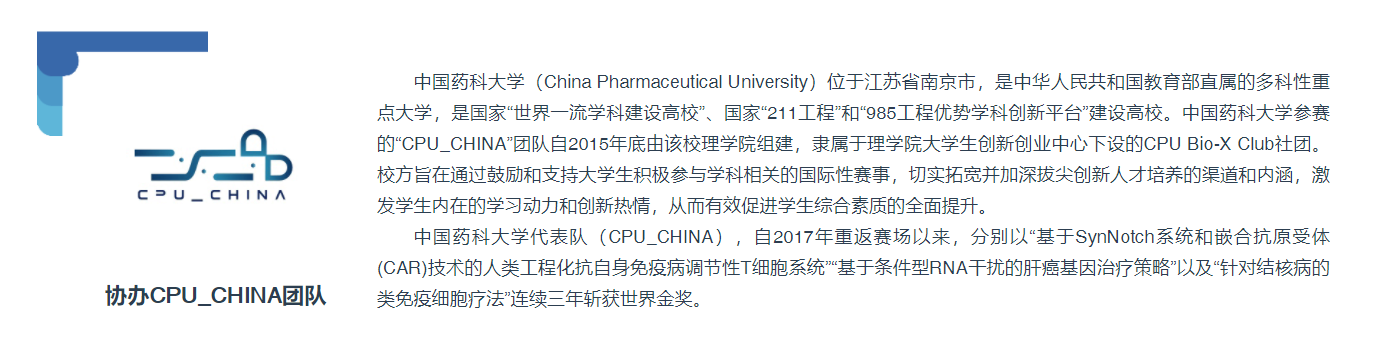 CPU_CHINA
协办CPU_CHINA团队
中国药科大学（China Pharmaceutical University）位于江苏省南京市，是中华人民共和国教育部直属的多科性重
点大学，是国家“世界一流学科建设高校”、国家“211工程”和“985工程优势学科创新平台”建设高校。中国药科大学参赛
的“CPU_CHINA”团队自2015年底由该校理学院组建，隶属于理学院大学生创新创业中心下设的CPU Bio-X Club社团。
校方旨在通过鼓励和支持大学生积极参与学科相关的国际性赛事，切实拓宽并加深拔尖创新人才培养的渠道和内涵，激
发学生内在的学习动力和创新热情，从而有效促进学生综合素质的全面提升。
中国药科大学代表队（CPU_CHINA），自2017年重返赛场以来，分别以“基于SynNotch系统和嵌合抗原受体
(CAR)技术的人类工程化抗自身免疫病调节性T细胞系统”“基于条件型RNA干扰的肝癌基因治疗策略”以及“针对结核病的
类免疫细胞疗法”连续三年斩获世界金奖。